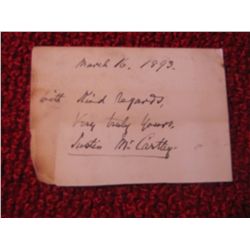 March 16. 1893.
with Kind Regards,
Very truly Yours,
Justin McCarthy.